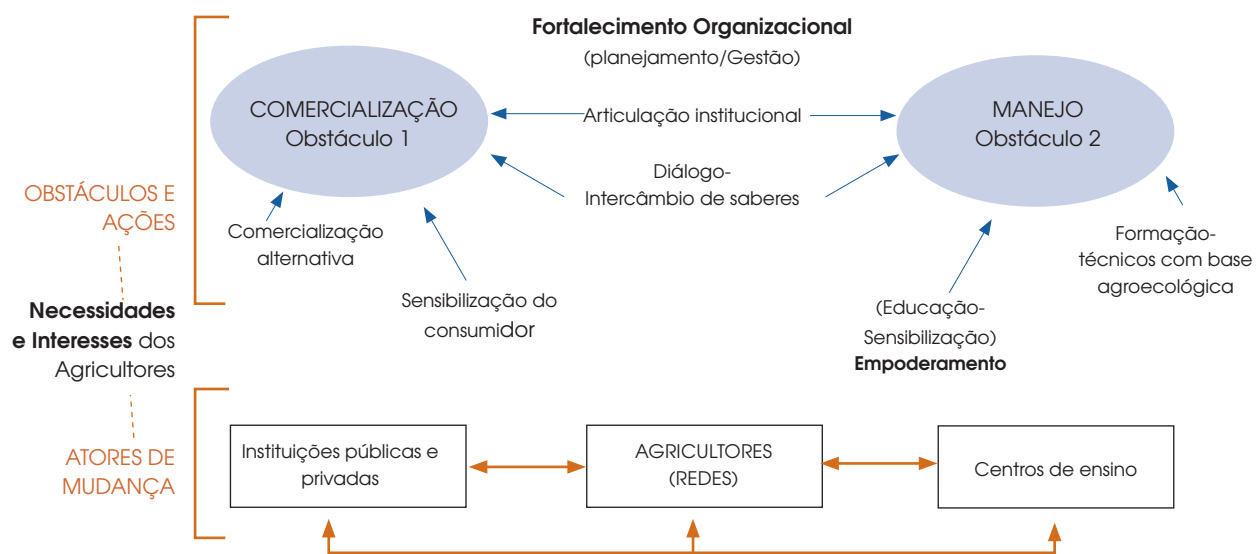 Fortalecimento Organizacional
(planejamento/Gestão)
COMERCIALIZAÇÃO
Obstáculo 1
Articulação institucional
MANEJO
Obstáculo 2
Diálogo-
Intercâmbio de saberes
OBSTÁCULOS E
AÇÕES
Comercialização
alternativa
Formação-
técnicos com base
agroecológica
Sensibilização do
consumidor
(Educação-
Sensibilização)
Empoderamento
Necessidades
e Interesses dos
Agricultores
ATORES DE
MUDANÇA
Instituições públicas e
privadas
AGRICULTORES
(REDES)
Centros de ensino